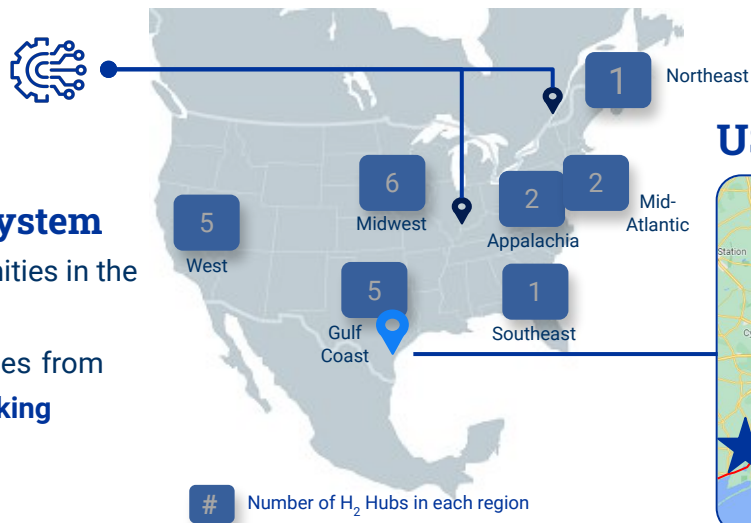 1
Northeast
U
6
Midwest
2
Appalachia
2
Mid-
Atlantic
5
West
ystem
nities in the
es from
king
5
Gulf
Coast
1
Southeast
Station
# Number of H₂ Hubs in each region